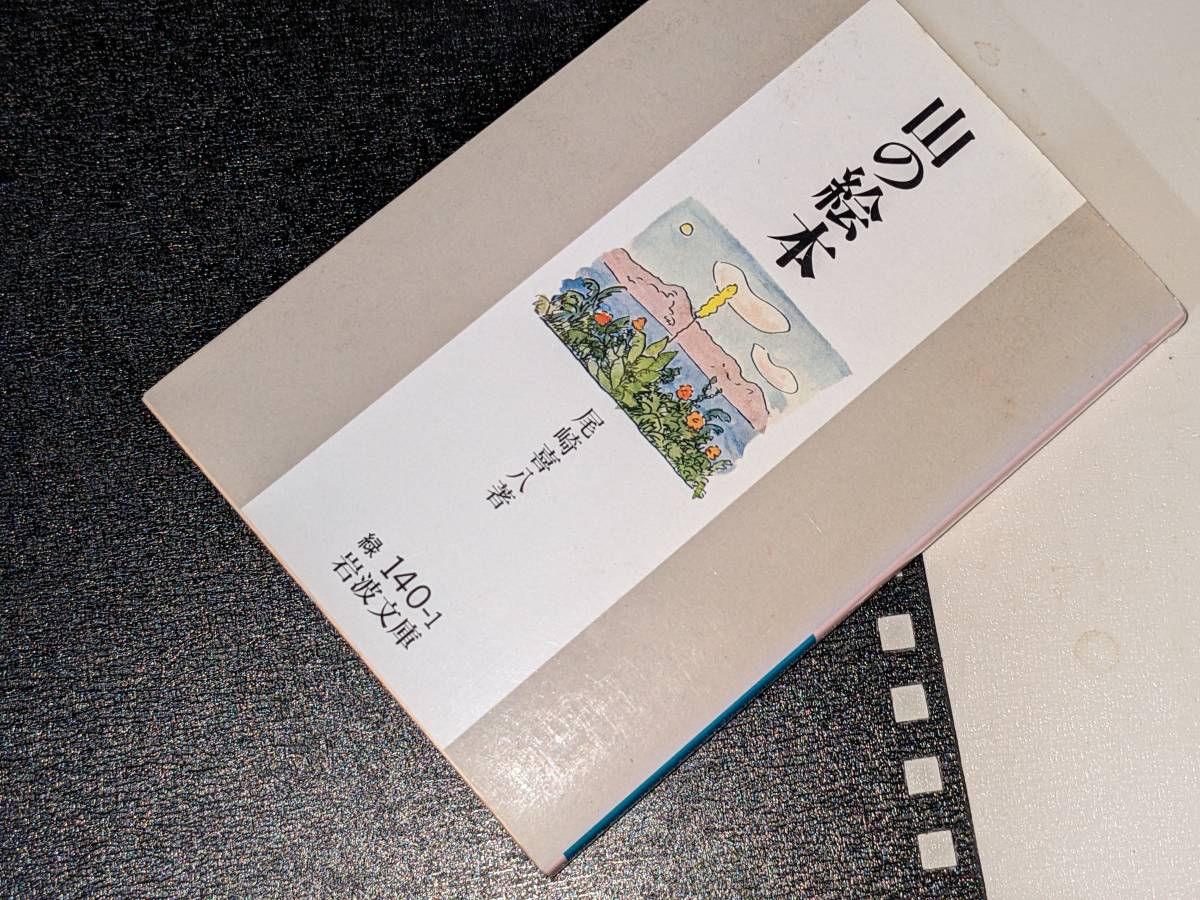 山の絵本
尾崎喜八著
緑 140-1
岩波文庫